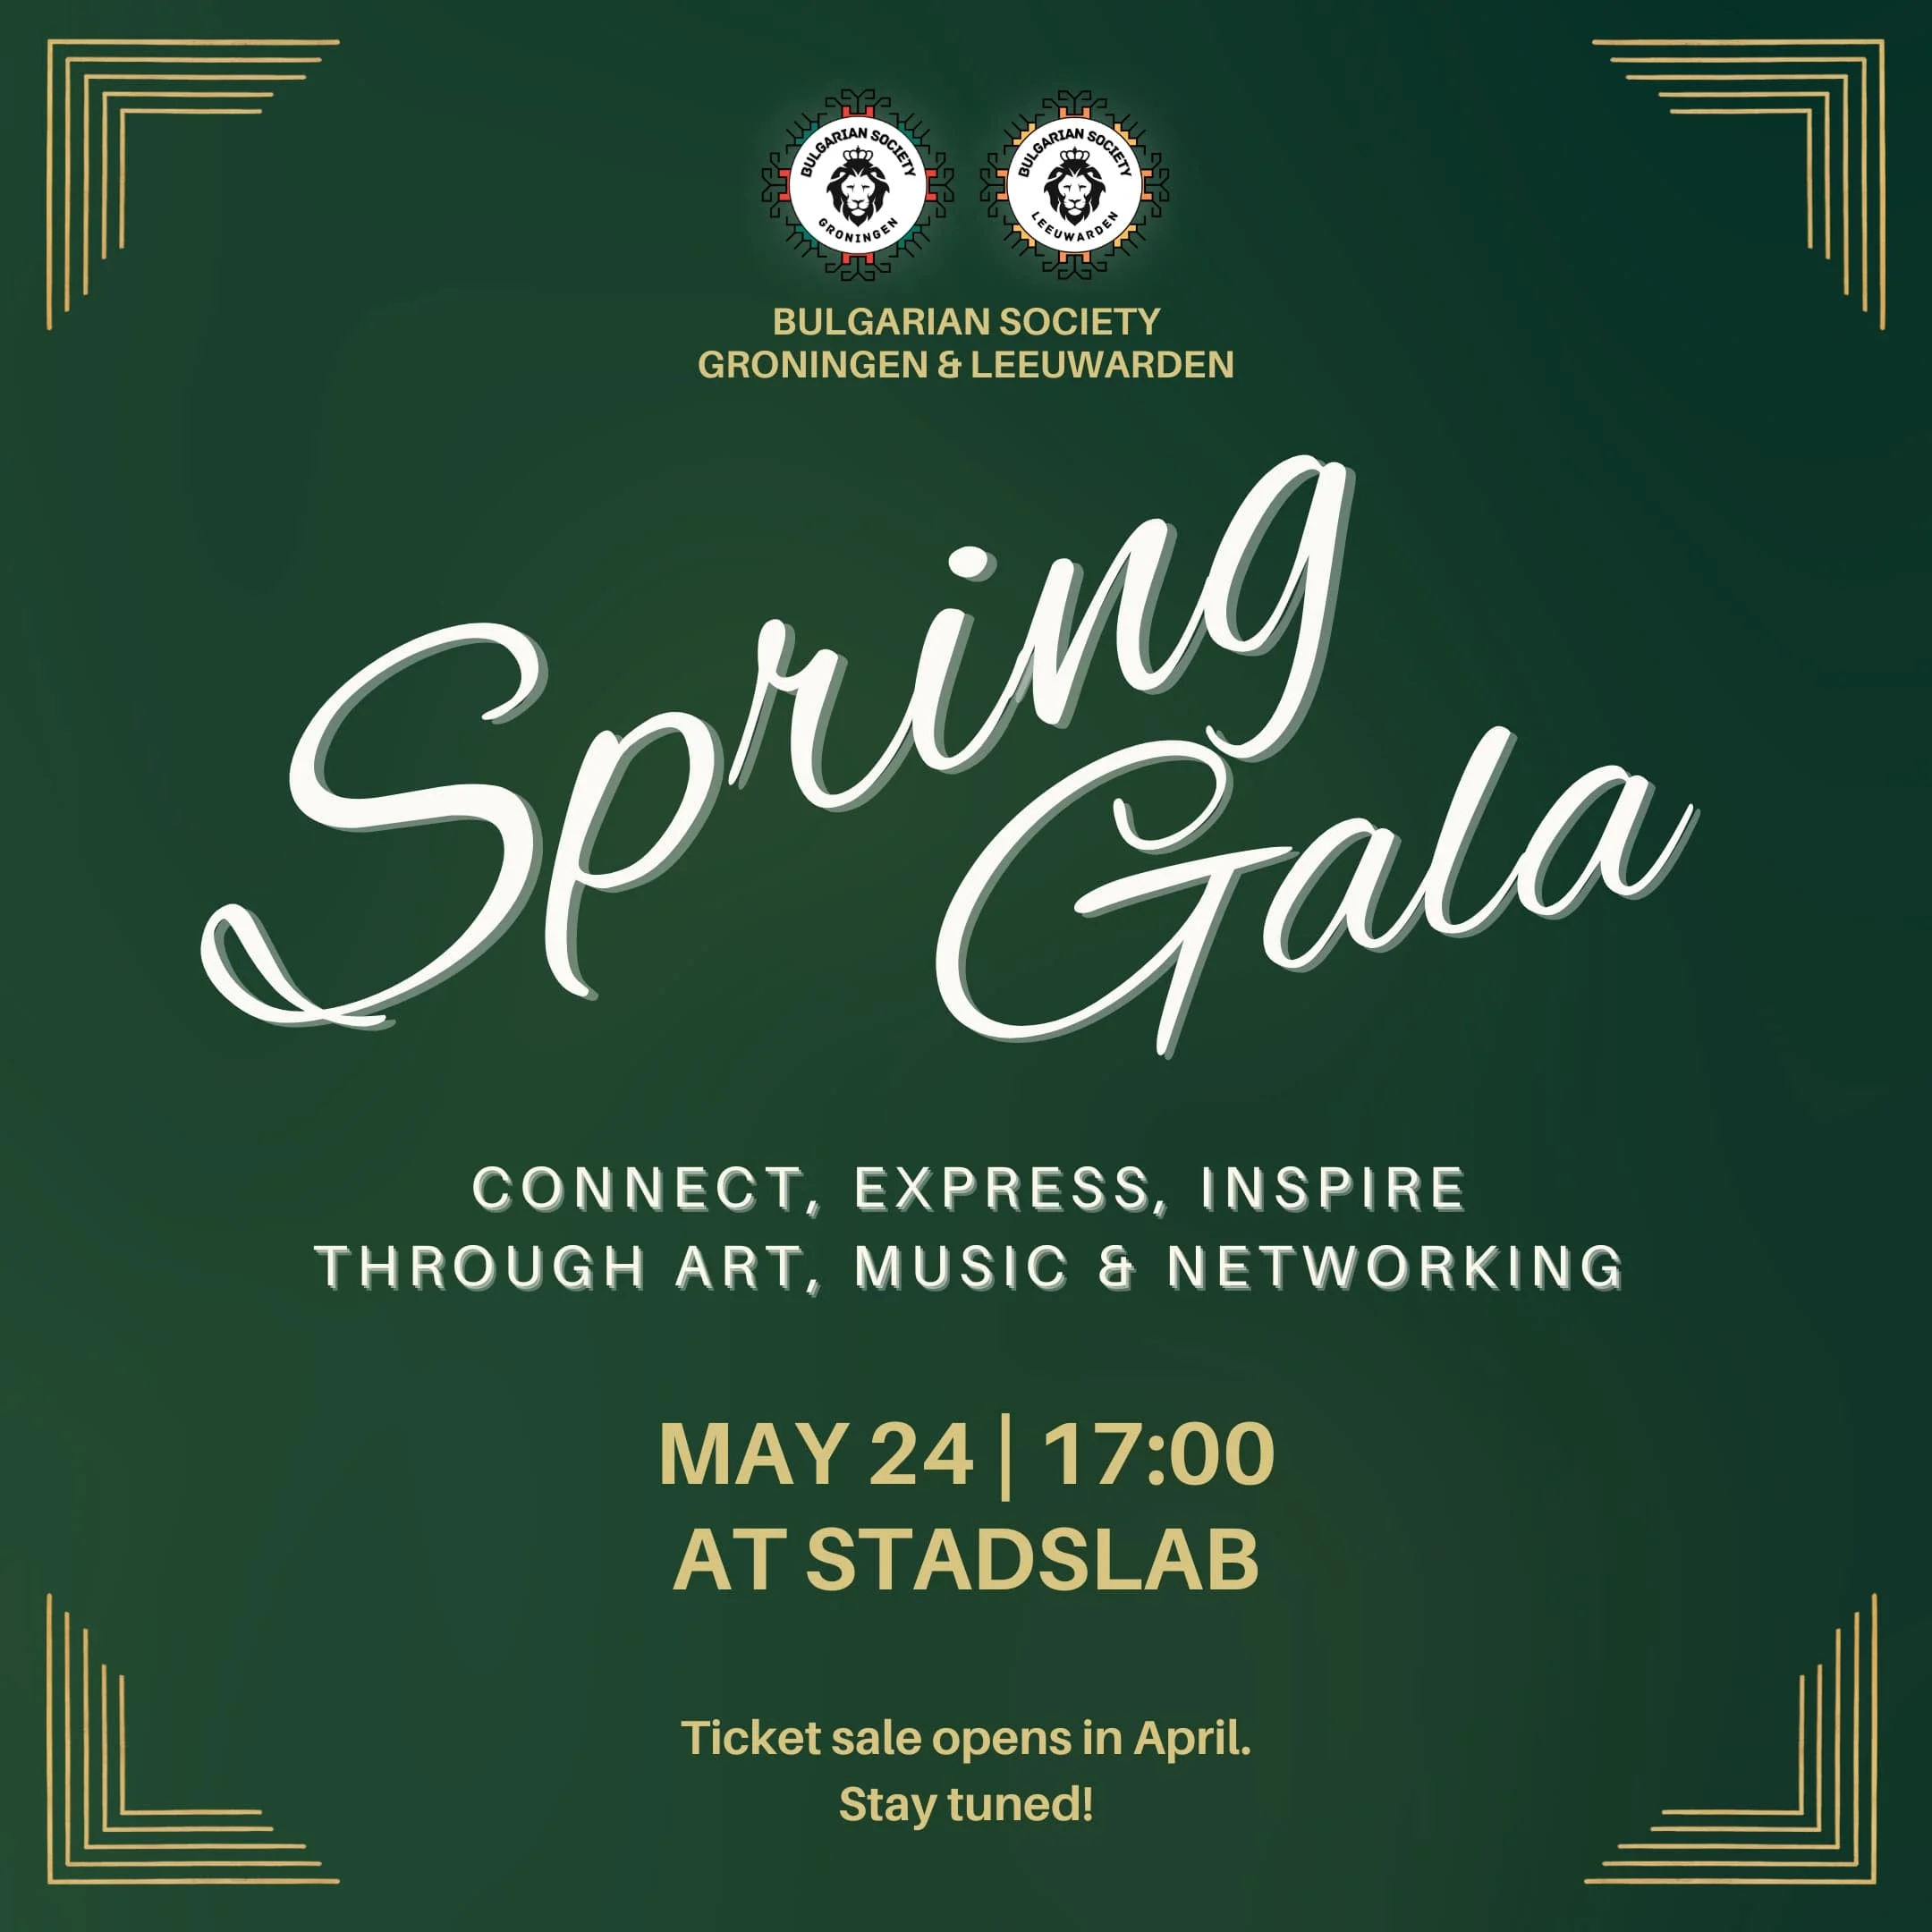 BULGARIAN SOCIETY
GRONINGEN
BULGARIAN SOCIETY
LEEUWARDEN
BULGARIAN SOCIETY
GRONINGEN & LEEUWARDEN
Spring
Gala
CONNECT, EXPRESS, INSPIRE
THROUGH ART, MUSIC & NETWORKING
MAY 24 | 17:00
AT STADSLAB
Ticket sale opens in April.
Stay tuned!